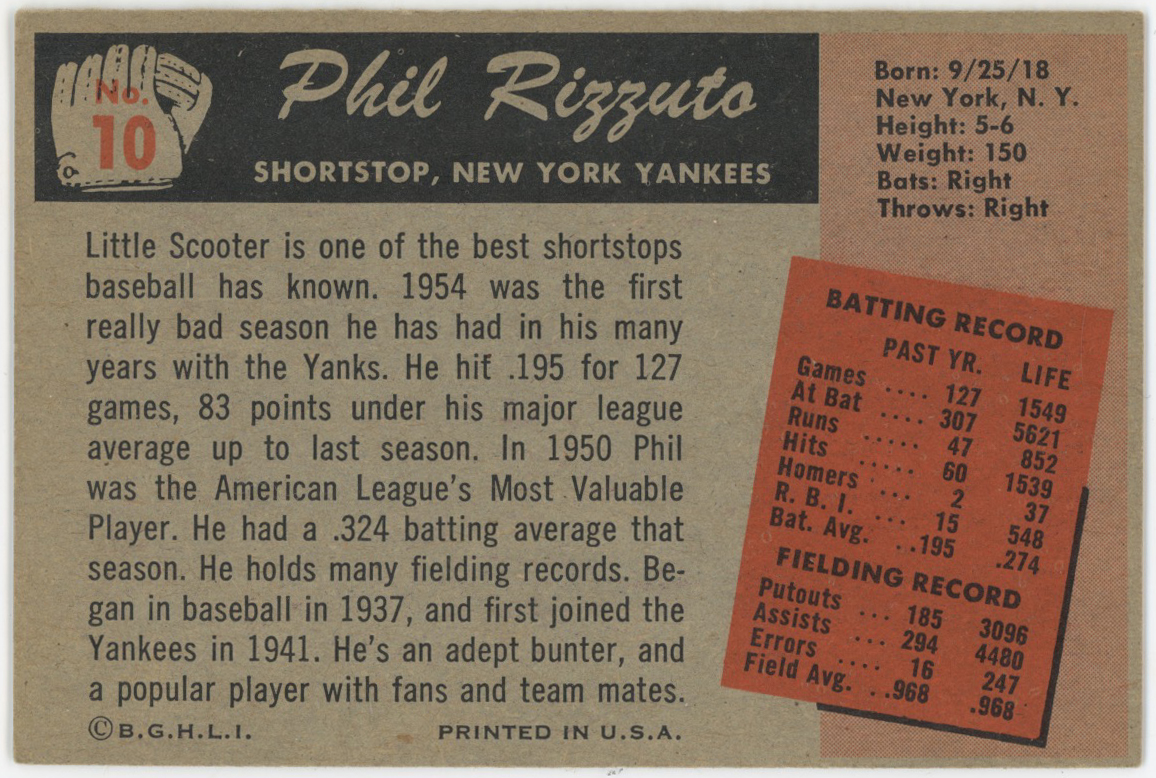 No.
10
Phil Rizzuto
SHORTSTOP, NEW YORK YANKEES
Born: 9/25/18
New York, N. Y.
Height: 5-6
Weight: 150
Bats: Right
Throws: Right
Little Scooter is one of the best shortstops
baseball has known. 1954 was the first
really bad season he has had in his many
years with the Yanks. He hit .195 for 127
games, 83 points under his major league
average up to last season. In 1950 Phil
was the American League's Most Valuable
Player. He had a .324 batting average that
season. He holds many fielding records. Be-
gan in baseball in 1937, and first joined the
Yankees in 1941. He's an adept bunter, and
a popular player with fans and team mates.
©B.G.H.L.I. PRINTED IN U.S.A.
BATTING RECORD
PAST YR. LIFE
Games .... 127 1549
At Bat .... 307 5621
Runs ..... 47 852
Hits ..... 60 1539
Homers ... 2 37
R. B. I. ... 15 548
Bat. Avg. ..195 .274
FIELDING RECORD
Putouts ... 185 3096
Assists ... 294 4480
Errors .... 16 247
Field Avg. ..968 .968